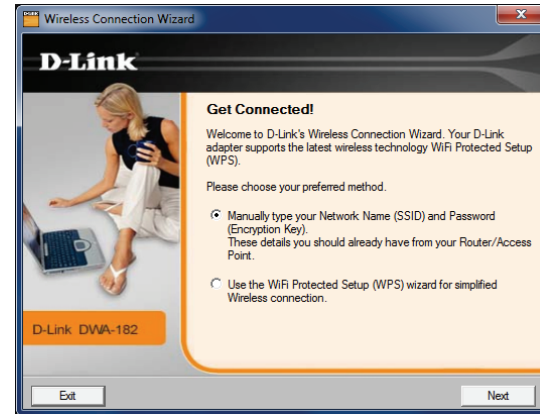 Wireless Connection Wizard
D-Link
Get Connected!
Welcome to D-Link's Wireless Connection Wizard. Your D-Link
adapter supports the latest wireless technology WiFi Protected Setup
(WPS).
Please choose your preferred method.
Manually type your Network Name (SSID) and Password
(Encryption Key).
These details you should already have from your Router/Access
Point.
Use the WiFi Protected Setup (WPS) wizard for simplified
Wireless connection.
D-Link DWA-182
Exit
Next